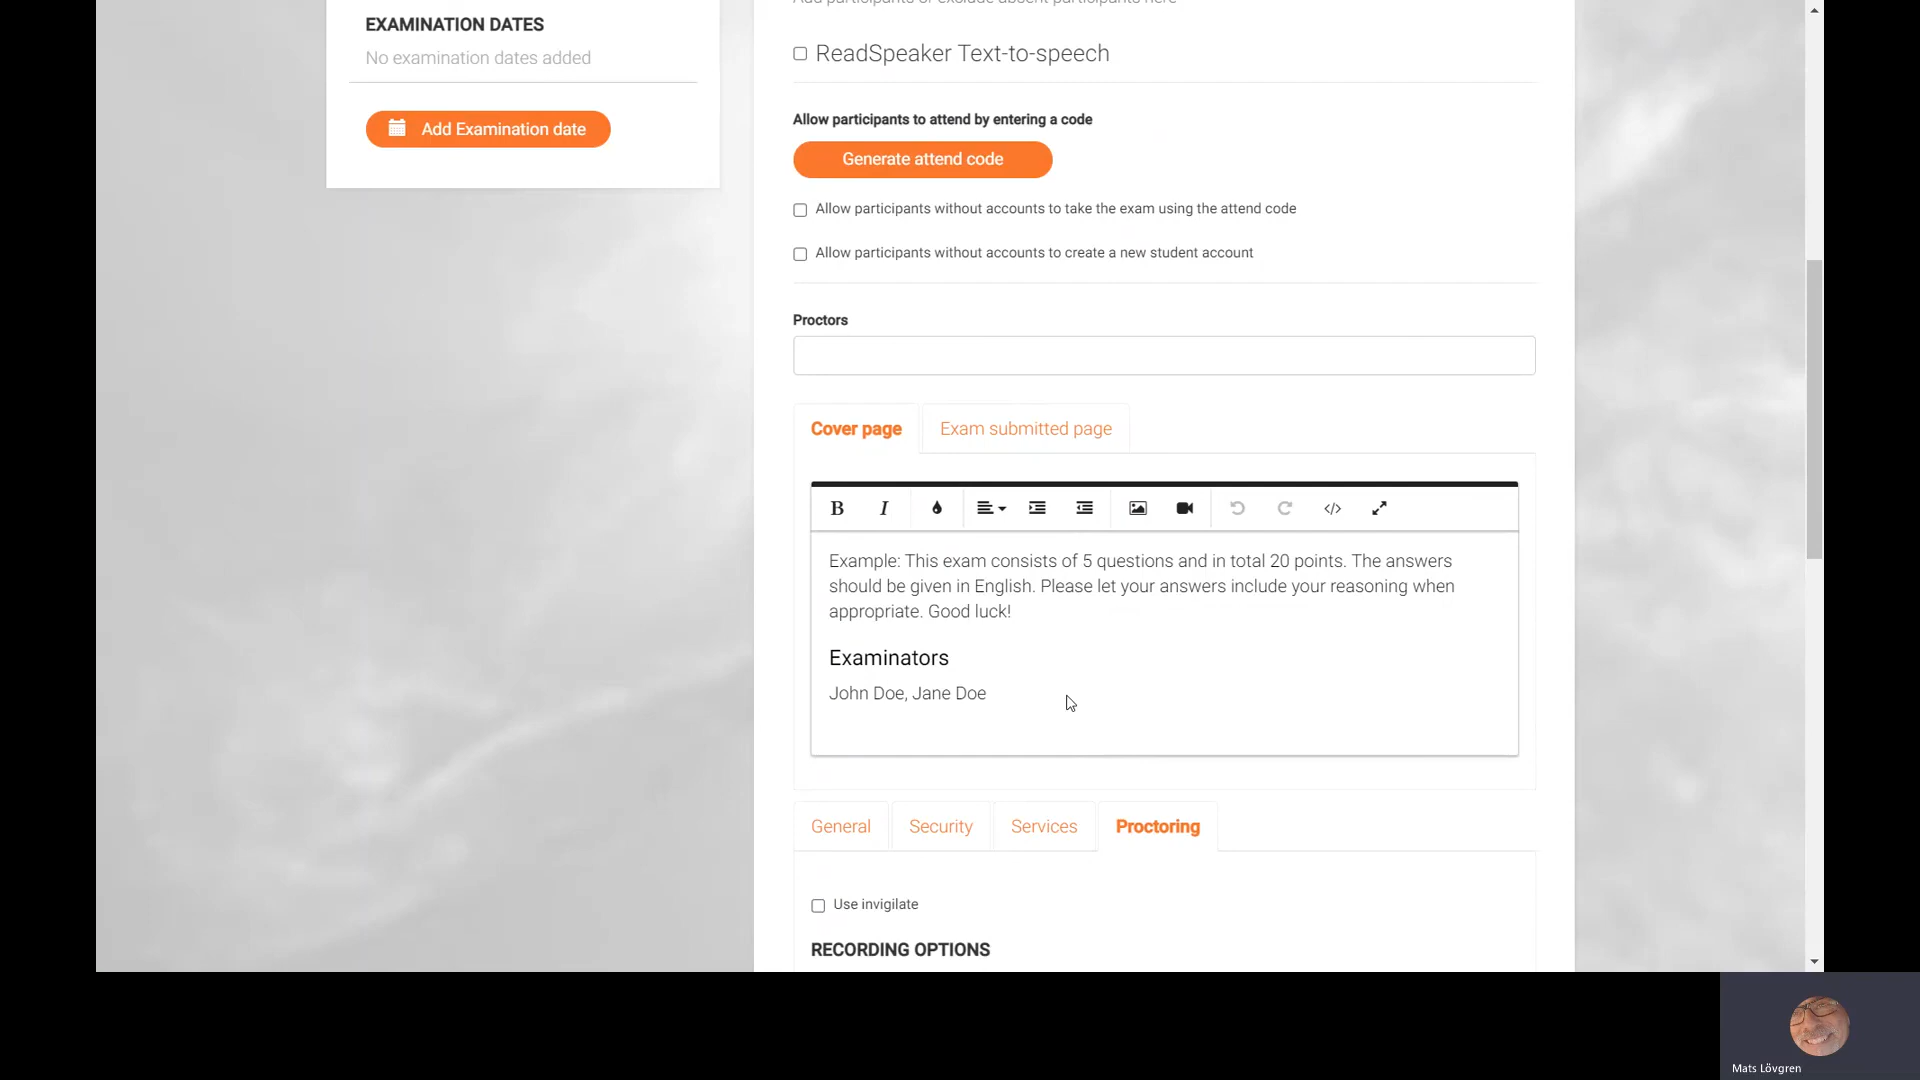 EXAMINATION DATES
No examination dates added
Add Examination date
Add participants or exclude absent participants here
ReadSpeaker Text-to-speech
Allow participants to attend by entering a code
Generate attend code
Allow participants without accounts to take the exam using the attend code
Allow participants without accounts to create a new student account
Proctors
Cover page
Exam submitted page
B I
Example: This exam consists of 5 questions and in total 20 points. The answers
should be given in English. Please let your answers include your reasoning when
appropriate. Good luck!
Examinators
John Doe, Jane Doe
General
Security
Services
Proctoring
Use invigilate
RECORDING OPTIONS
Mats Lövgren